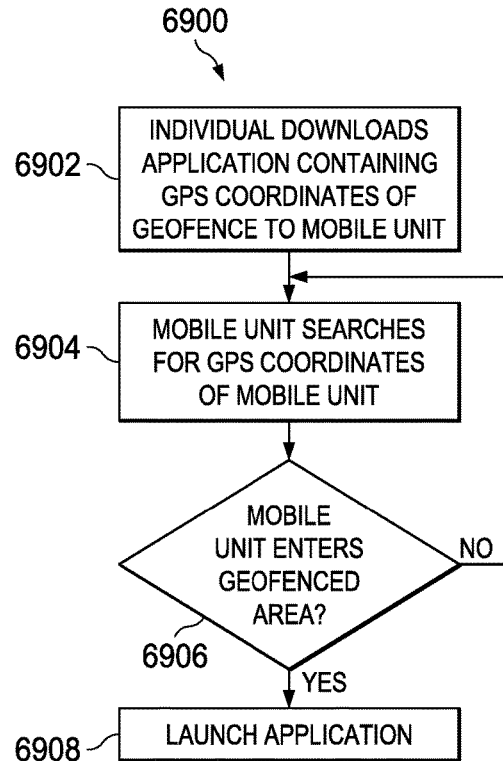 6900
6902
INDIVIDUAL DOWNLOADS
APPLICATION CONTAINING
GPS COORDINATES OF
GEOFENCE TO MOBILE UNIT
6904
MOBILE UNIT SEARCHES
FOR GPS COORDINATES
OF MOBILE UNIT
MOBILE
UNIT ENTERS
GEOFENCED
AREA?
NO
6906
YES
6908
LAUNCH APPLICATION